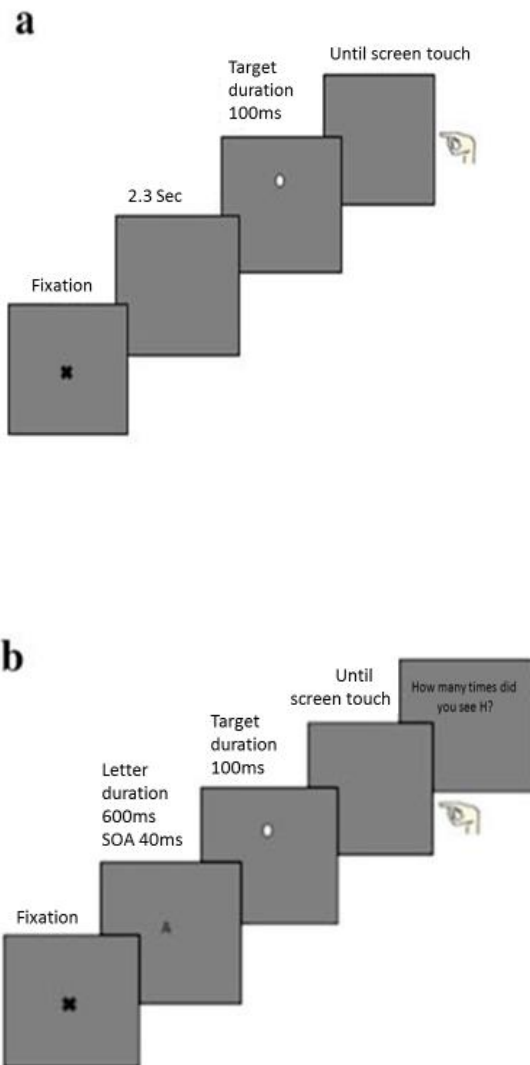 a
Until screen touch
Target
duration
100ms
2.3 Sec
Fixation
b
How many times did
you see H?
Until
screen touch
Target
duration
100ms
Letter
duration
600ms
SOA 40ms
A
Fixation